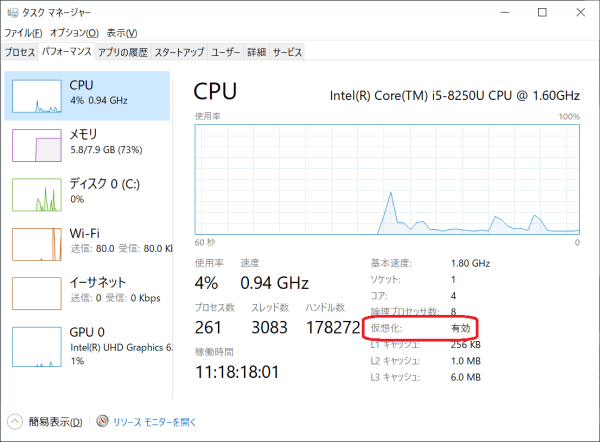 タスク マネージャー
ファイル(F) オプション(O) 表示(V)
プロセス パフォーマンス アプリの履歴 スタートアップ ユーザー 詳細 サービス
CPU
4% 0.94 GHz
メモリ
5.8/7.9 GB (73%)
ディスク 0 (C:)
0%
Wi-Fi
送信: 80.0 受信: 80.0 K
イーサネット
送信: 0 受信: 0 Kbps
GPU 0
Intel(R) UHD Graphics 6.
1%
CPU
Intel(R) Core(TM) i5-8250U CPU @ 1.60GHz
使用率
100%
60 秒
0
使用率 速度
4% 0.94 GHz
プロセス数 スレッド数 ハンドル数
261 3083 178272
稼働時間
11:18:18:01
基本速度: 1.80 GHz
ソケット: 1
コア: 4
論理プロセッサ数: 8
仮想化: 有効
L1 キャッシュ: 256 KB
L2 キャッシュ: 1.0 MB
L3 キャッシュ: 6.0 MB
簡易表示(D)
リソース モニターを開く